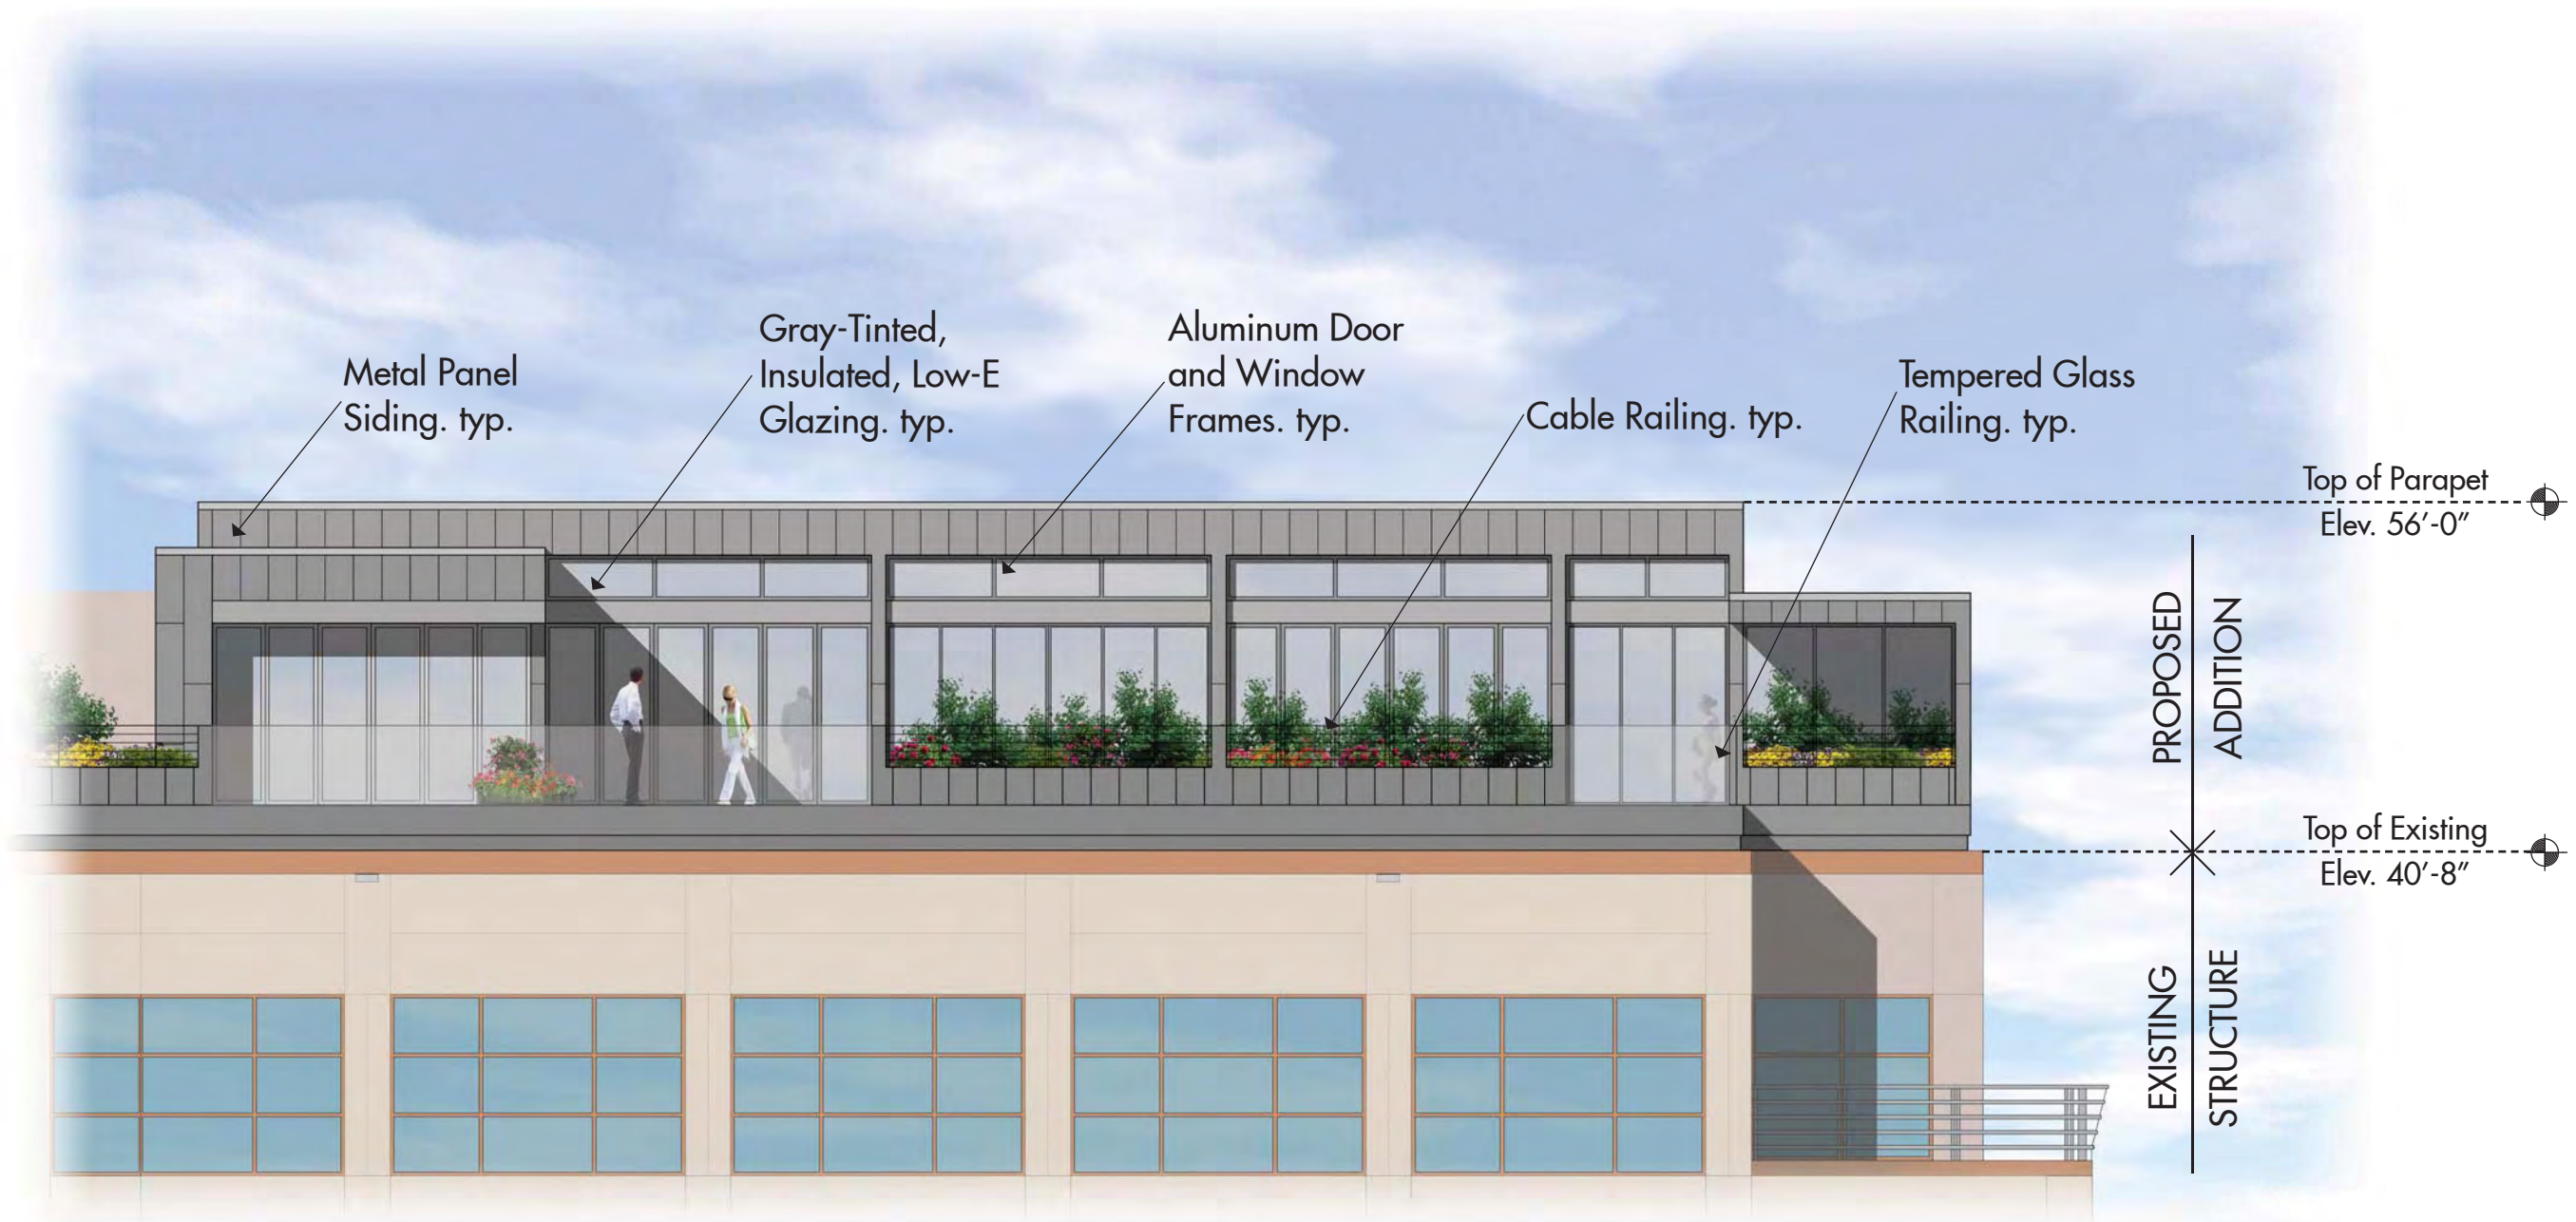 Metal Panel
Siding. typ.
Gray-Tinted,
Insulated, Low-E
Glazing. typ.
Aluminum Door
and Window
Frames. typ.
Cable Railing. typ.
Tempered Glass
Railing. typ.
Top of Parapet
Elev. 56’-0”
PROPOSED
ADDITION
Top of Existing
Elev. 40’-8”
EXISTING
STRUCTURE